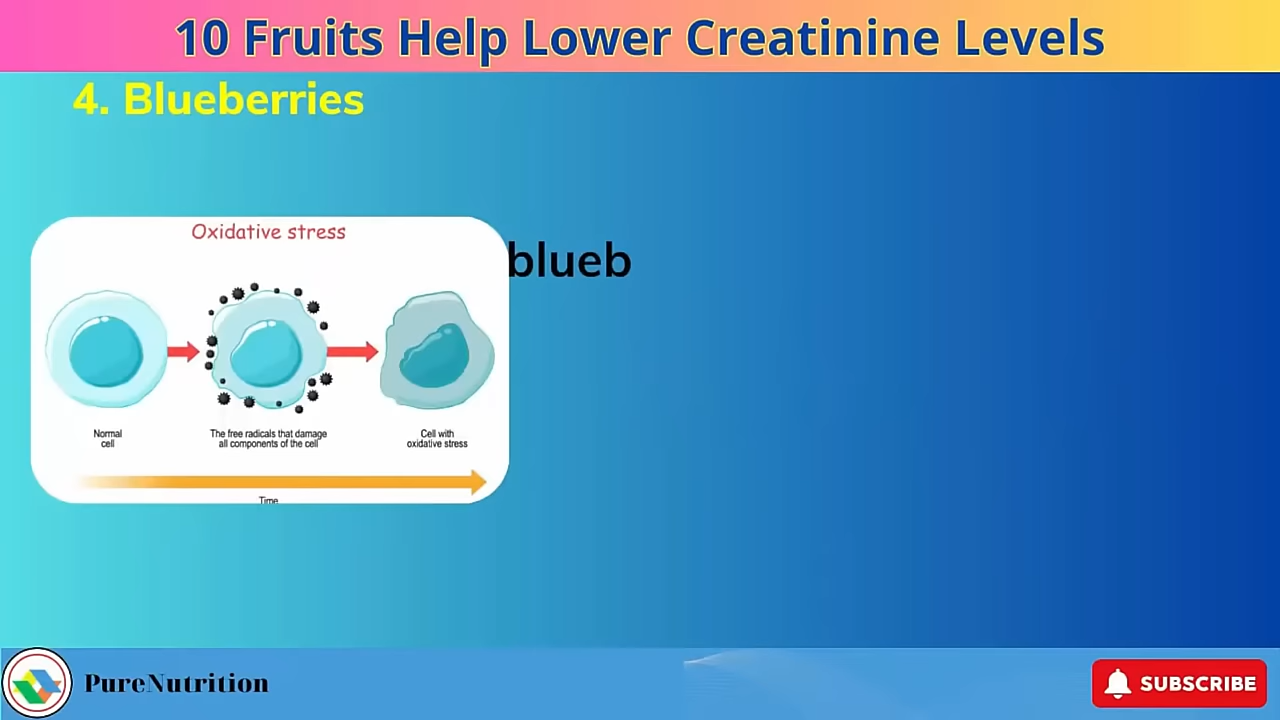 10 Fruits Help Lower Creatinine Levels
4. Blueberries
Oxidative stress
blueb
Normal
cell
The free radicals that damage
all components of the cell
Cell with
oxidative stress
Time
PureNutrition
SUBSCRIBE